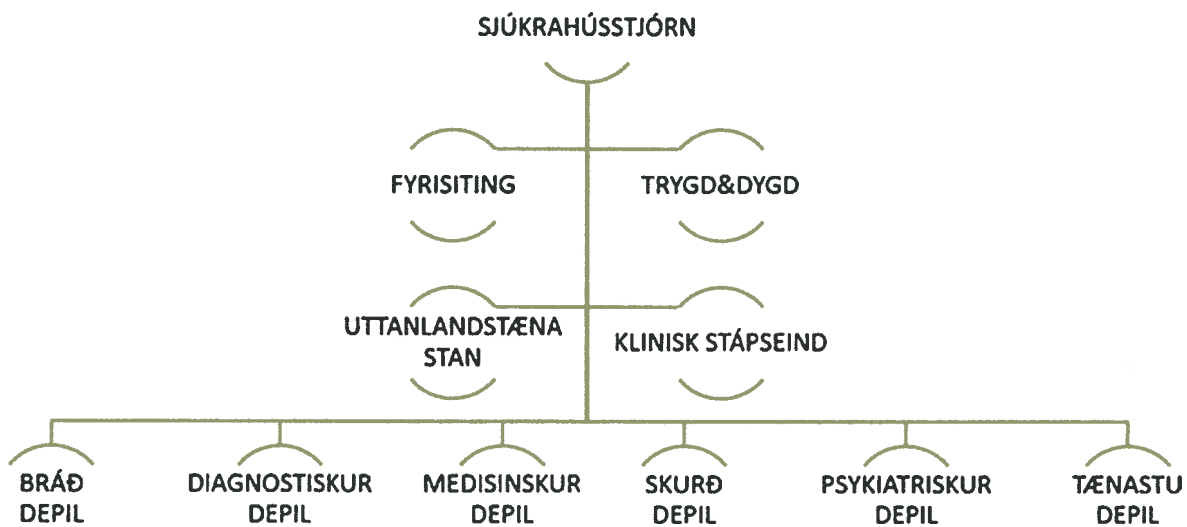 SJÚKRAHÚSSTJÓRN
FYRISITING
TRYGD&DYGD
UTTANLANDSTÆNA
STAN
KLINISK STÁPSEIND
BRÁÐ
DEPIL
DIAGNOSTISKUR
DEPIL
MEDISINSKUR
DEPIL
SKURÐ
DEPIL
PSYKIATRISKUR
DEPIL
TÆNASTU
DEPIL